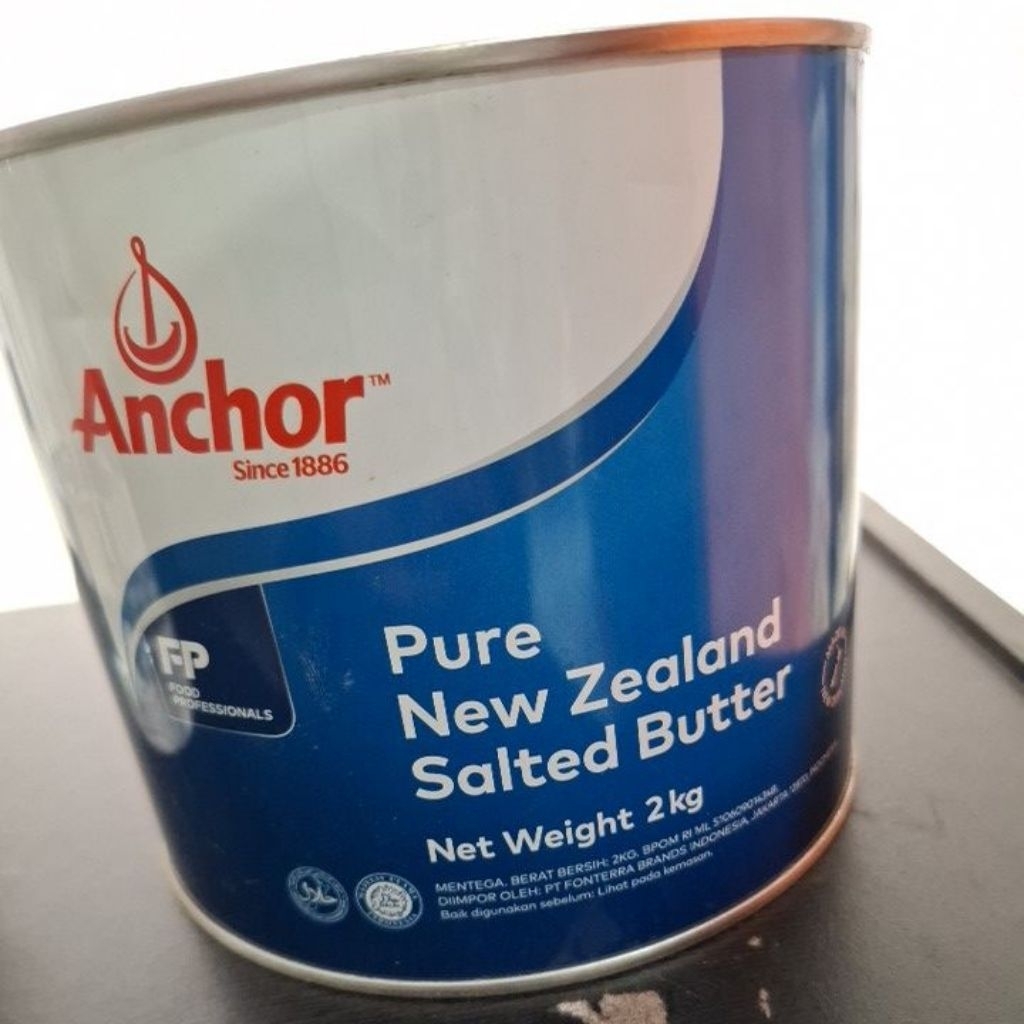 Anchor™
Since 1886
FP
FOOD
PROFESSIONALS
Pure
New Zealand
Salted Butter
Net Weight 2kg
MENTEGA. BERAT BERSIH: 2KG. BPOM RI ML
DIIMPOR OLEH: PT FONTERRA BRANDS INDONESIA, JAKARTA
Baik digunakan sebelum: Lihat pada kemasan.